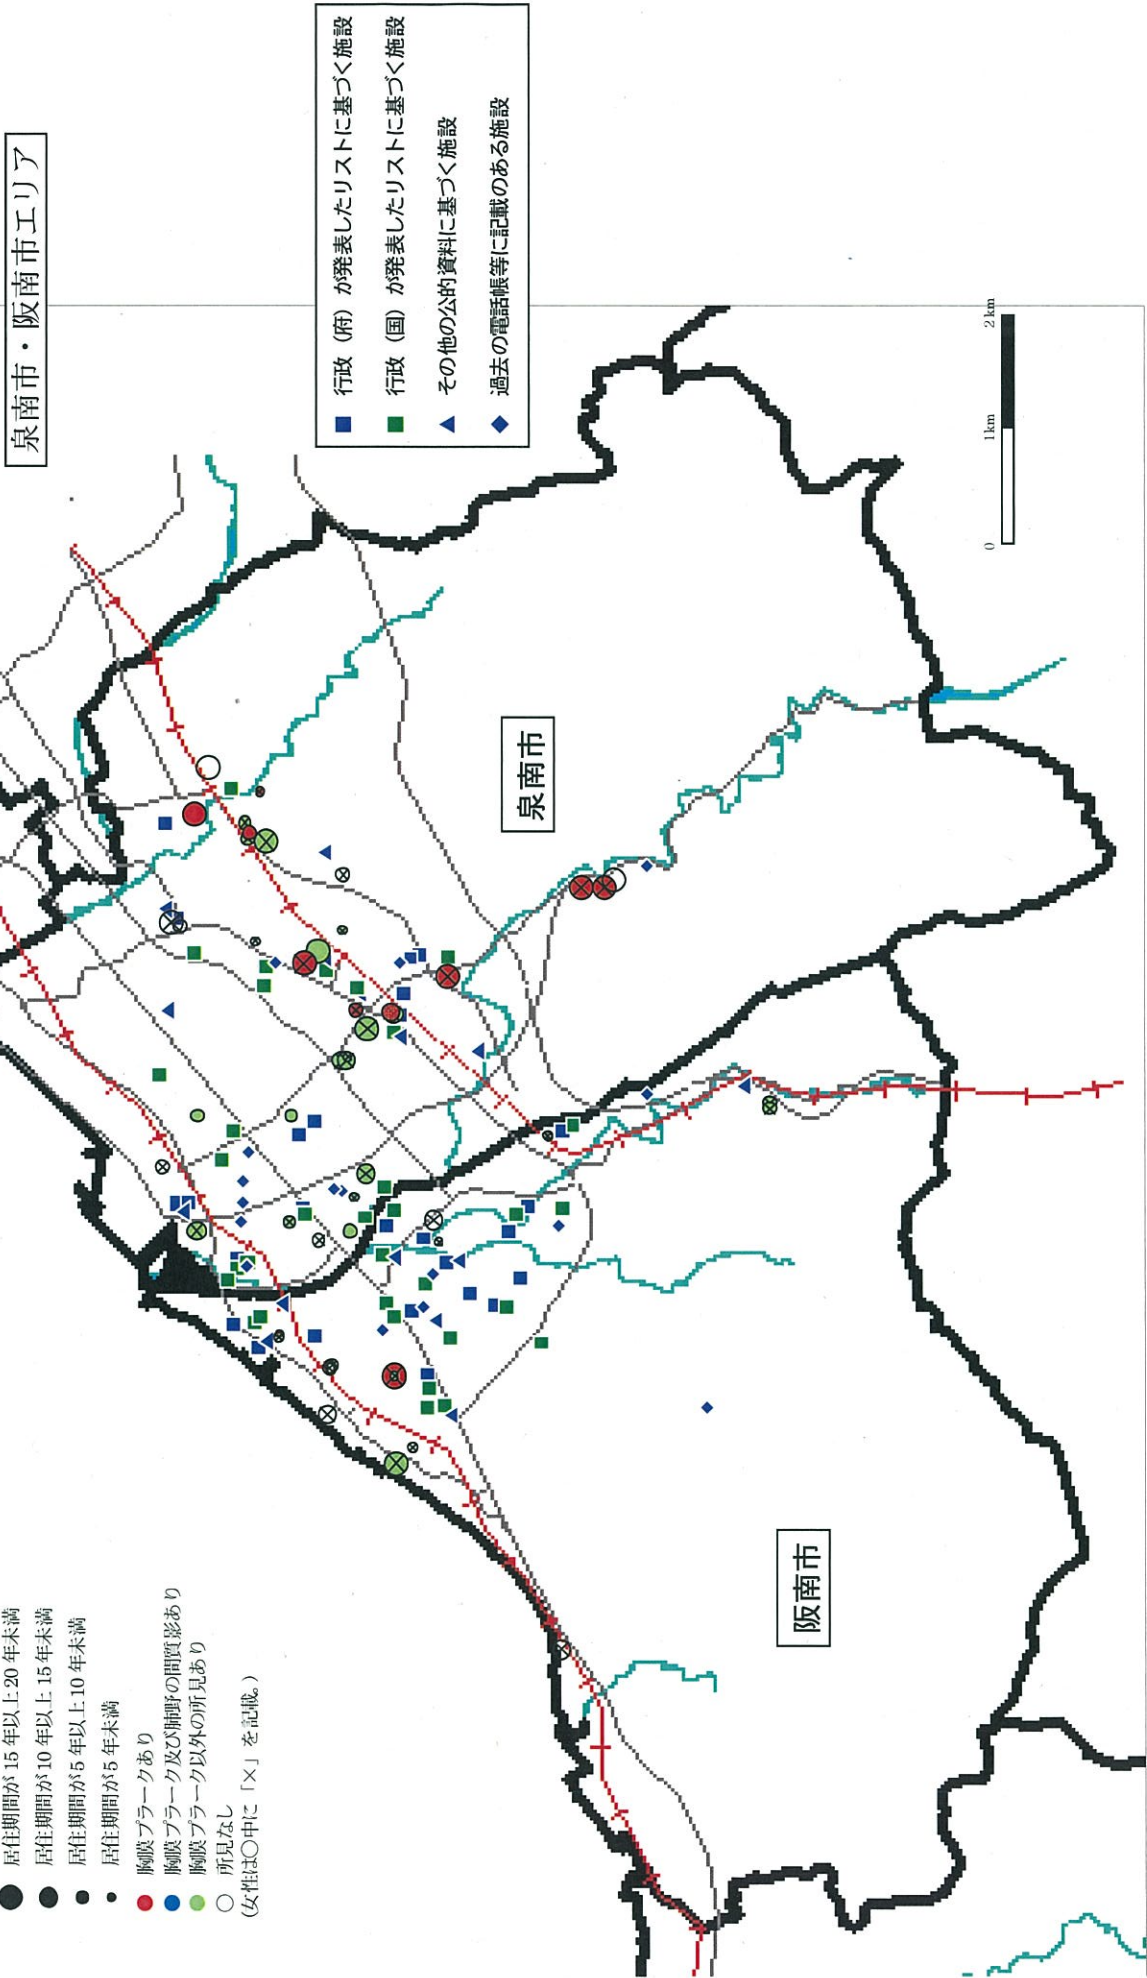 泉南市・阪南市エリア
居住期間が15年以上20年未満
居住期間が10年以上15年未満
居住期間が5年以上10年未満
居住期間が5年未満
胸膜プラークあり
胸膜プラーク及び肺野の間質影あり
胸膜プラーク以外の所見あり
所見なし
(女性は○中に「×」を記載。)
行政（府）が発表したリストに基づく施設
行政（国）が発表したリストに基づく施設
その他の公的資料に基づく施設
過去の電話帳等に記載のある施設
泉南市
阪南市
0 1km 2km